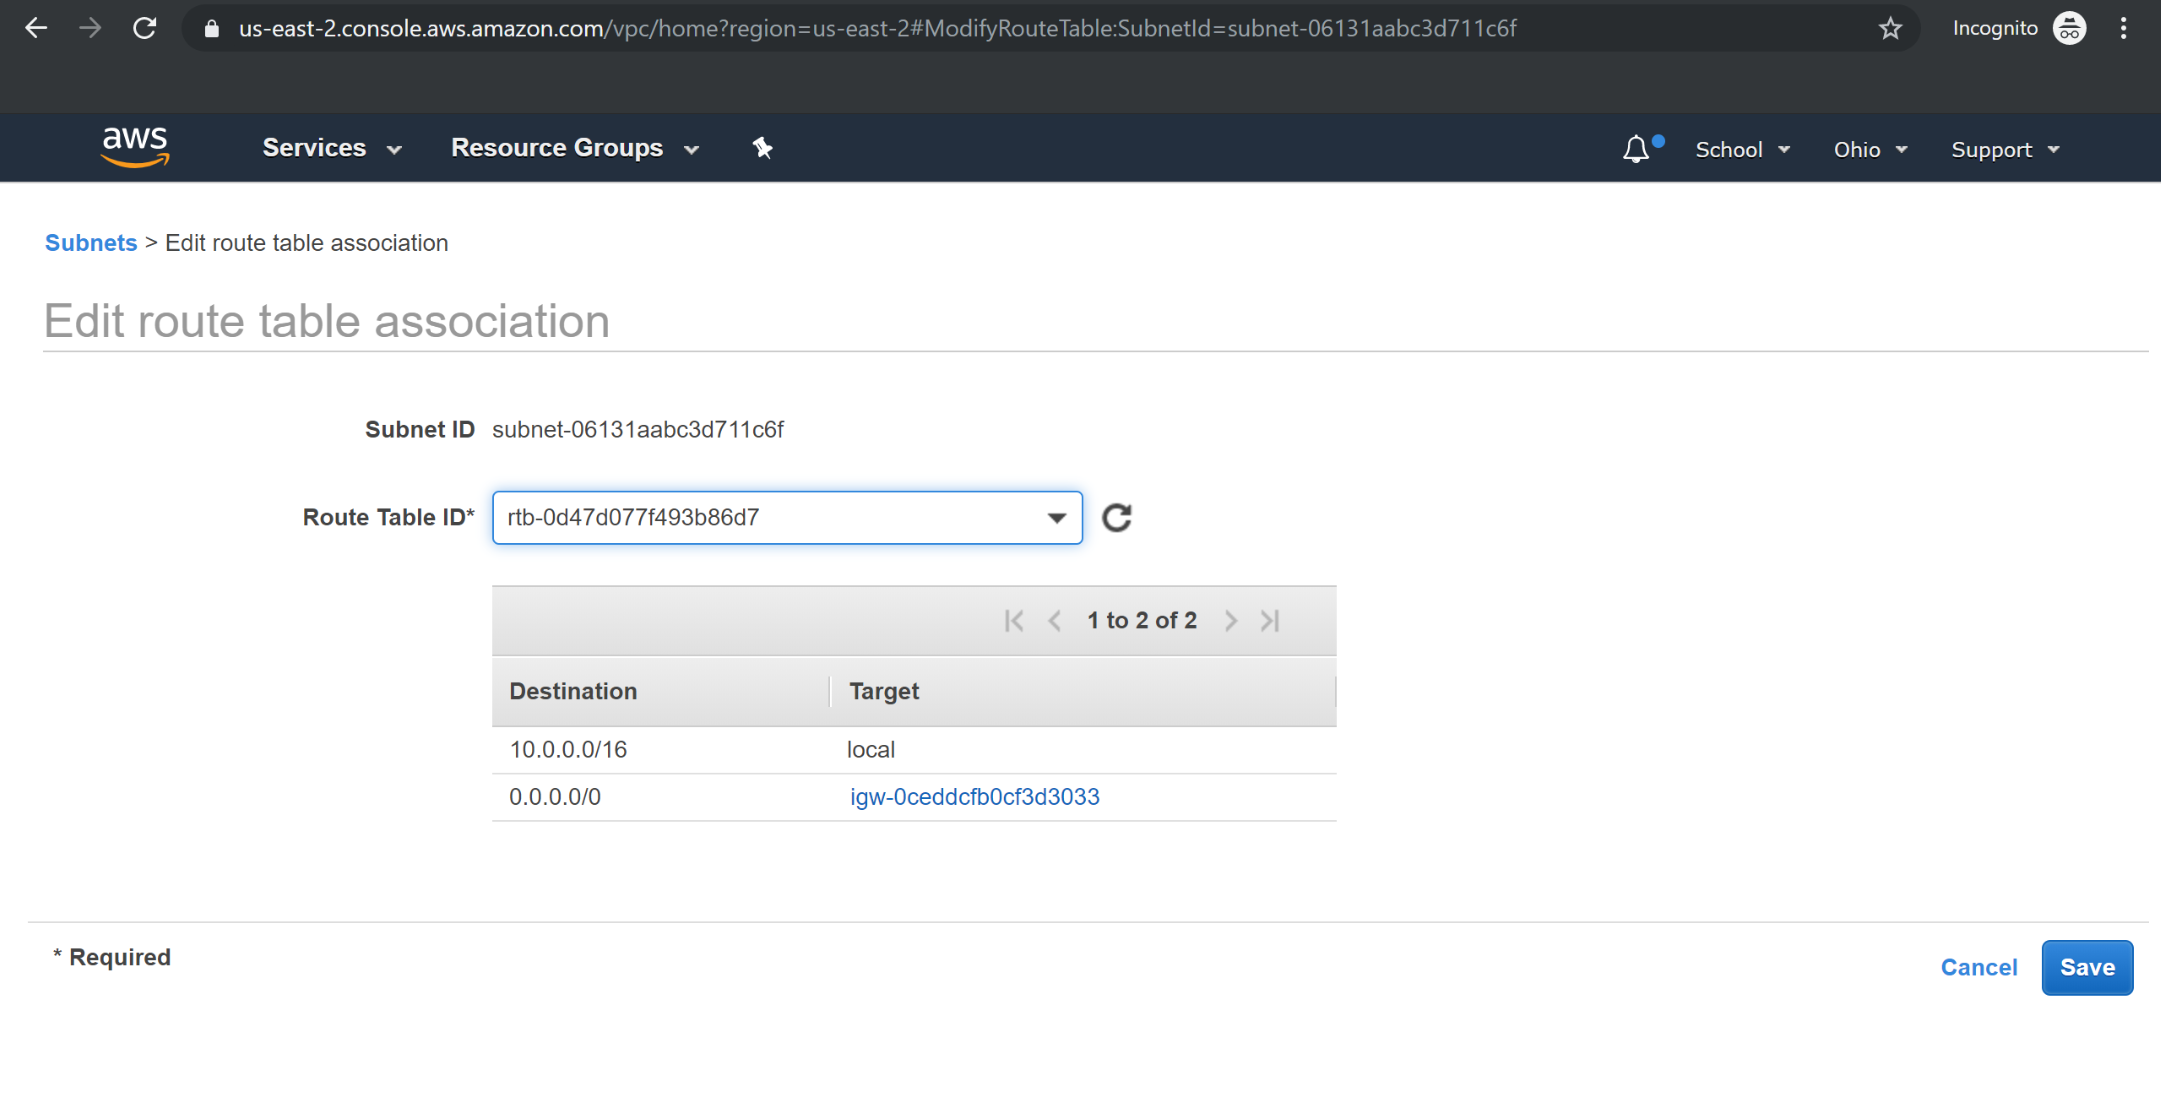 us-east-2.console.aws.amazon.com/vpc/home?region=us-east-2#ModifyRouteTable:SubnetId=subnet-06131aabc3d711c6f Incognito
aws Services Resource Groups School Ohio Support
Subnets > Edit route table association
Edit route table association
Subnet ID subnet-06131aabc3d711c6f
Route Table ID* rtb-0d47d077f493b86d7
1 to 2 of 2
Destination Target
10.0.0.0/16 local
0.0.0.0/0 igw-0ceddcfb0cf3d3033
* Required
Cancel Save